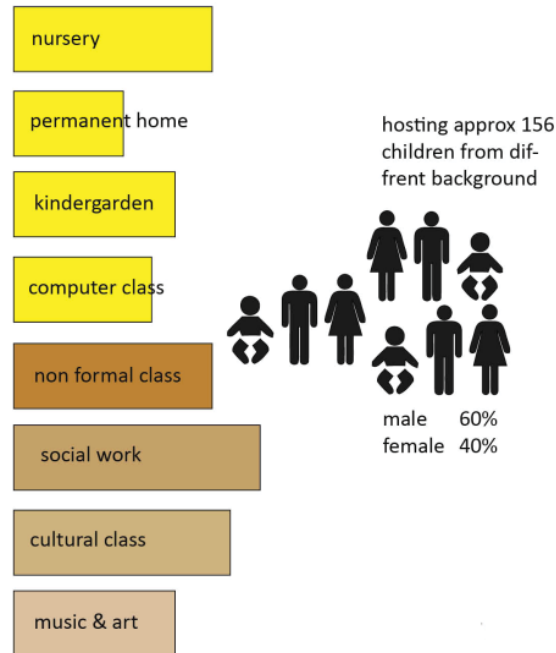 nursery
permanent home
kindergarden
computer class
non formal class
social work
cultural class
music & art
hosting approx 156
children from dif-
frent background
male 60%
female 40%